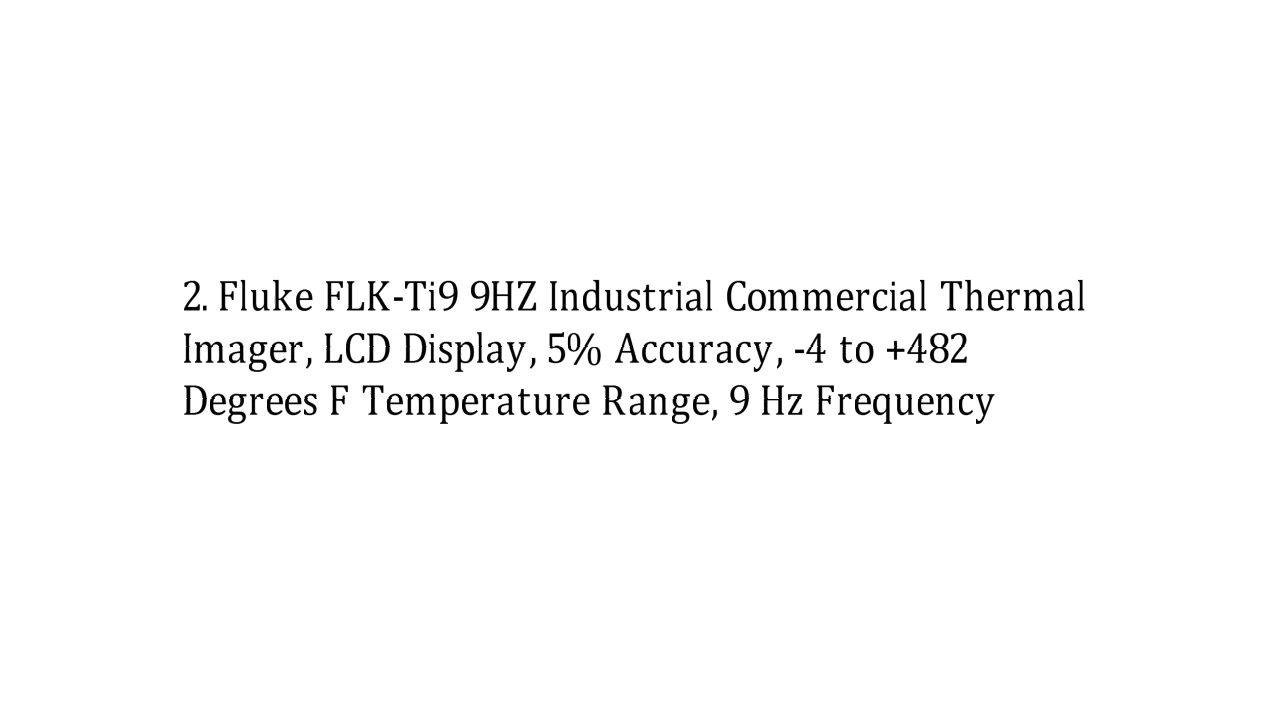 2. Fluke FLK-Ti9 9HZ Industrial Commercial Thermal
Imager, LCD Display, 5% Accuracy, -4 to +482
Degrees F Temperature Range, 9 Hz Frequency